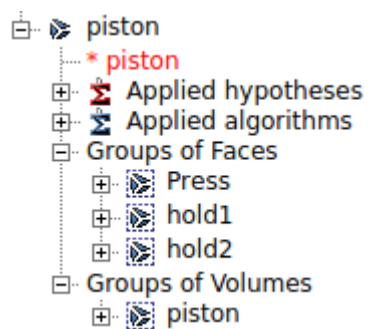 piston
* piston
Applied hypotheses
Applied algorithms
Groups of Faces
Press
hold1
hold2
Groups of Volumes
piston